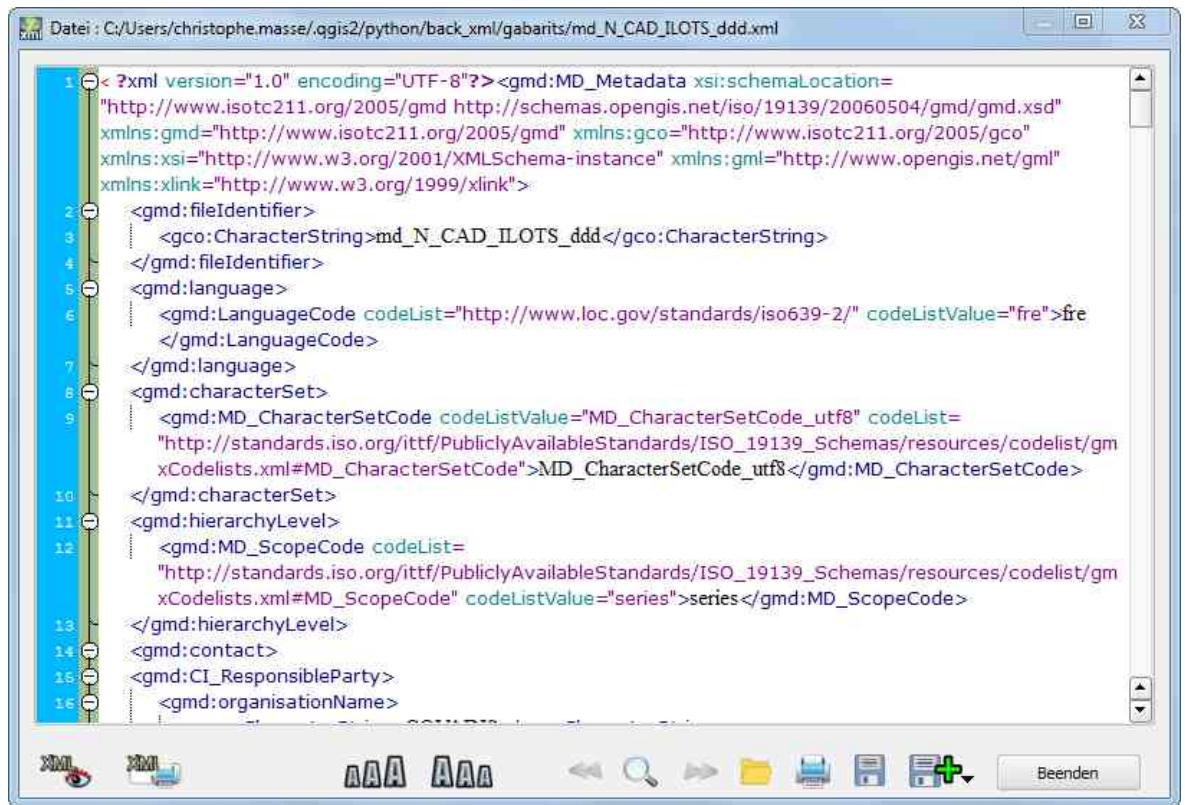 Datei : C:/Users/christophe.masse/.qgis2/python/back_xml/gabarits/md_N_CAD_ILOTS_ddd.xml
1 < ?xml version="1.0" encoding="UTF-8"?><gmd:MD_Metadata xsi:schemaLocation=
"http://www.isotc211.org/2005/gmd http://schemas.opengis.net/iso/19139/20060504/gmd/gmd.xsd"
xmlns:gmd="http://www.isotc211.org/2005/gmd" xmlns:gco="http://www.isotc211.org/2005/gco"
xmlns:xsi="http://www.w3.org/2001/XMLSchema-instance" xmlns:gml="http://www.opengis.net/gml"
xmlns:xlink="http://www.w3.org/1999/xlink">
2 <gmd:fileIdentifier>
3 <gco:CharacterString>md_N_CAD_ILOTS_ddd</gco:CharacterString>
4 </gmd:fileIdentifier>
5 <gmd:language>
6 <gmd:LanguageCode codeList="http://www.loc.gov/standards/iso639-2/" codeListValue="fre">fre
</gmd:LanguageCode>
7 </gmd:language>
8 <gmd:characterSet>
9 <gmd:MD_CharacterSetCode codeListValue="MD_CharacterSetCode_utf8" codeList=
"http://standards.iso.org/ittf/PubliclyAvailableStandards/ISO_19139_Schemas/resources/codelist/gm
xCodelists.xml#MD_CharacterSetCode">MD_CharacterSetCode_utf8</gmd:MD_CharacterSetCode>
10 </gmd:characterSet>
11 <gmd:hierarchyLevel>
12 <gmd:MD_ScopeCode codeList=
"http://standards.iso.org/ittf/PubliclyAvailableStandards/ISO_19139_Schemas/resources/codelist/gm
xCodelists.xml#MD_ScopeCode" codeListValue="series">series</gmd:MD_ScopeCode>
13 </gmd:hierarchyLevel>
14 <gmd:contact>
15 <gmd:CI_ResponsibleParty>
16 <gmd:organisationName>
XML
XML
AAA
AAA
Beenden